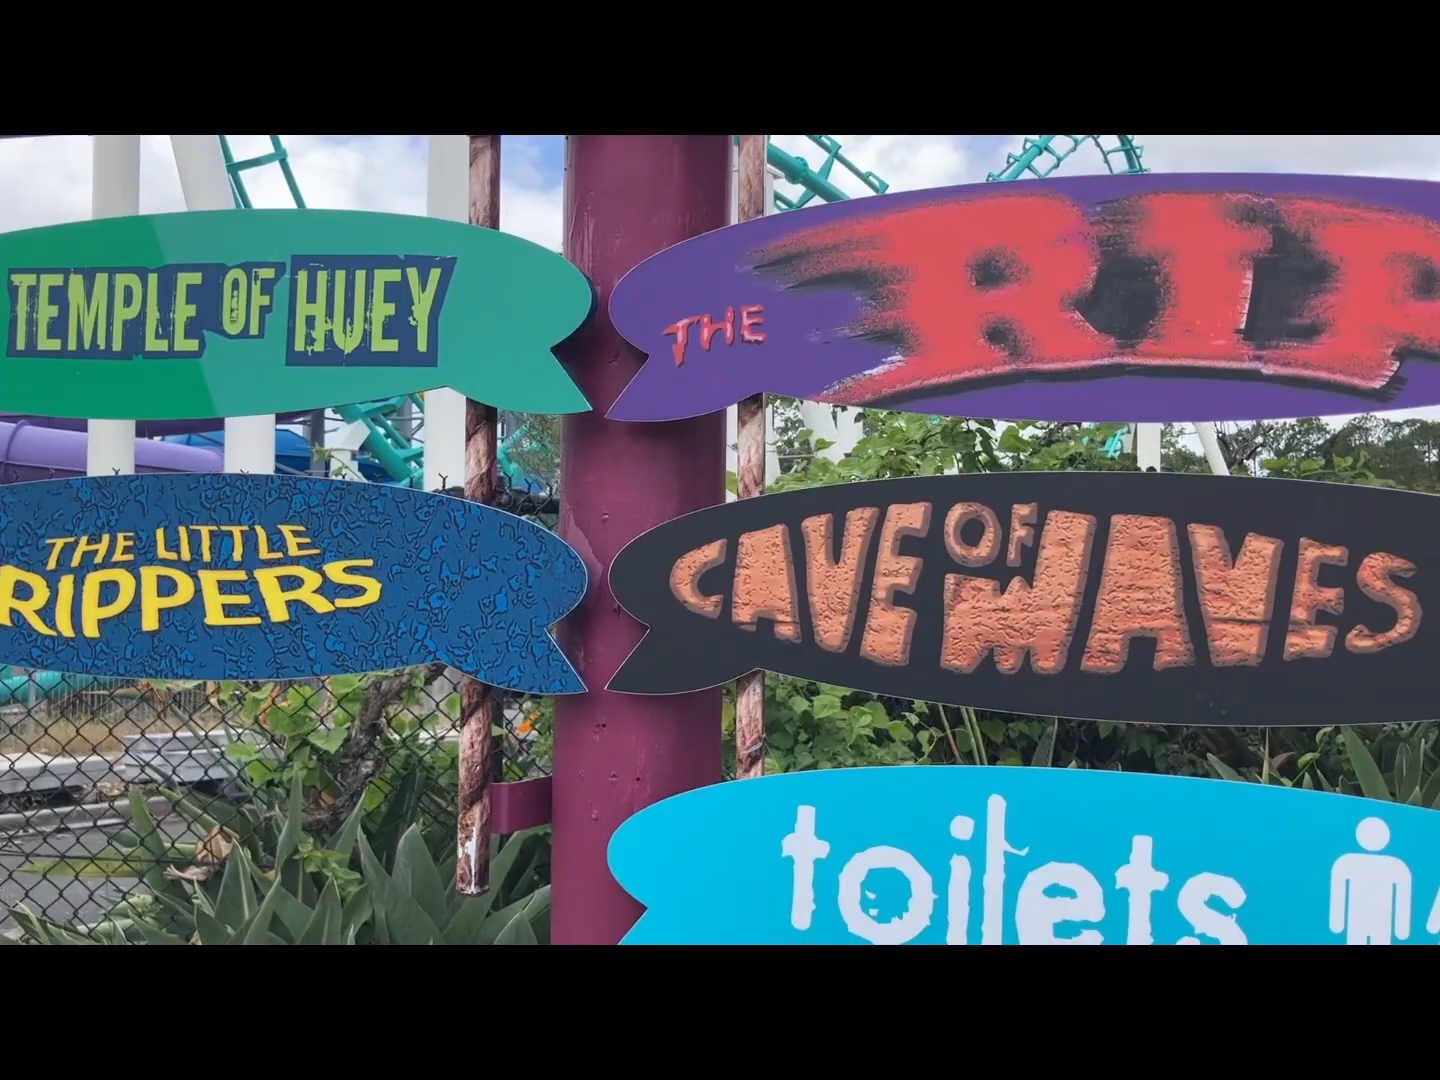 TEMPLE OF HUEY
THE LITTLE
RIPPERS
THE
CAVE OF WAVES
toilets